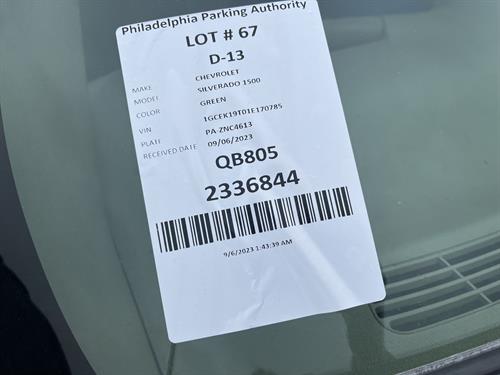 Philadelphia Parking Authority
LOT # 67
D-13
MAKE CHEVROLET
MODEL SILVERADO 1500
COLOR GREEN
VIN 1GCEK19T01E170785
PLATE PA-ZNC4613
RECEIVED DATE 09/06/2023
QB805
2336844
9/6/2023 1:43:39 AM